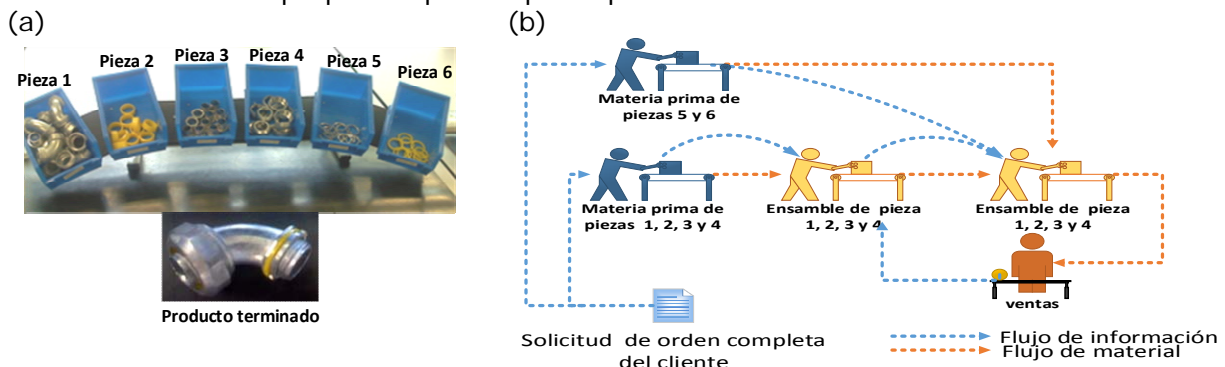 (a)
Pieza 1
Pieza 2
Pieza 3
Pieza 4
Pieza 5
Pieza 6
Producto terminado
(b)
Materia prima de
piezas 5 y 6
Materia prima de
piezas 1, 2, 3 y 4
Ensamble de pieza
1, 2, 3 y 4
Ensamble de pieza
1, 2, 3 y 4
ventas
Solicitud de orden completa
del cliente
Flujo de información
Flujo de material